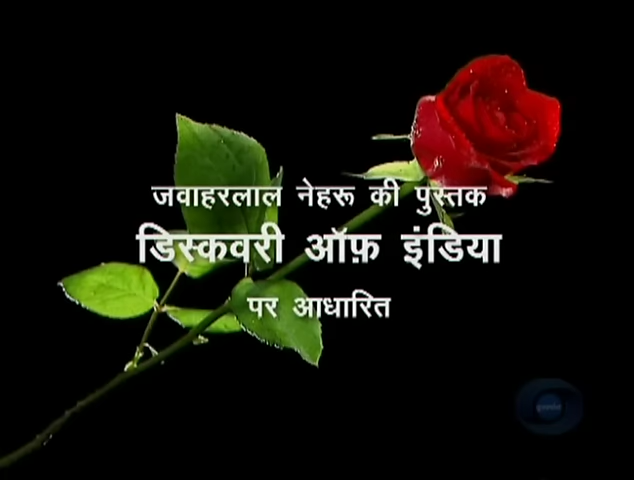 जवाहरलाल नेहरू की पुस्तक
डिस्कवरी ऑफ़ इंडिया
पर आधारित